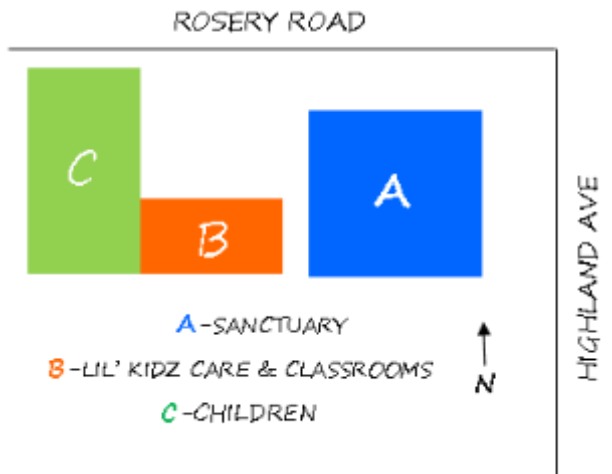 ROSERY ROAD
C
B
A
HIGHLAND AVE
A-SANCTUARY
B-LIL' KIDZ CARE & CLASSROOMS
C-CHILDREN
N